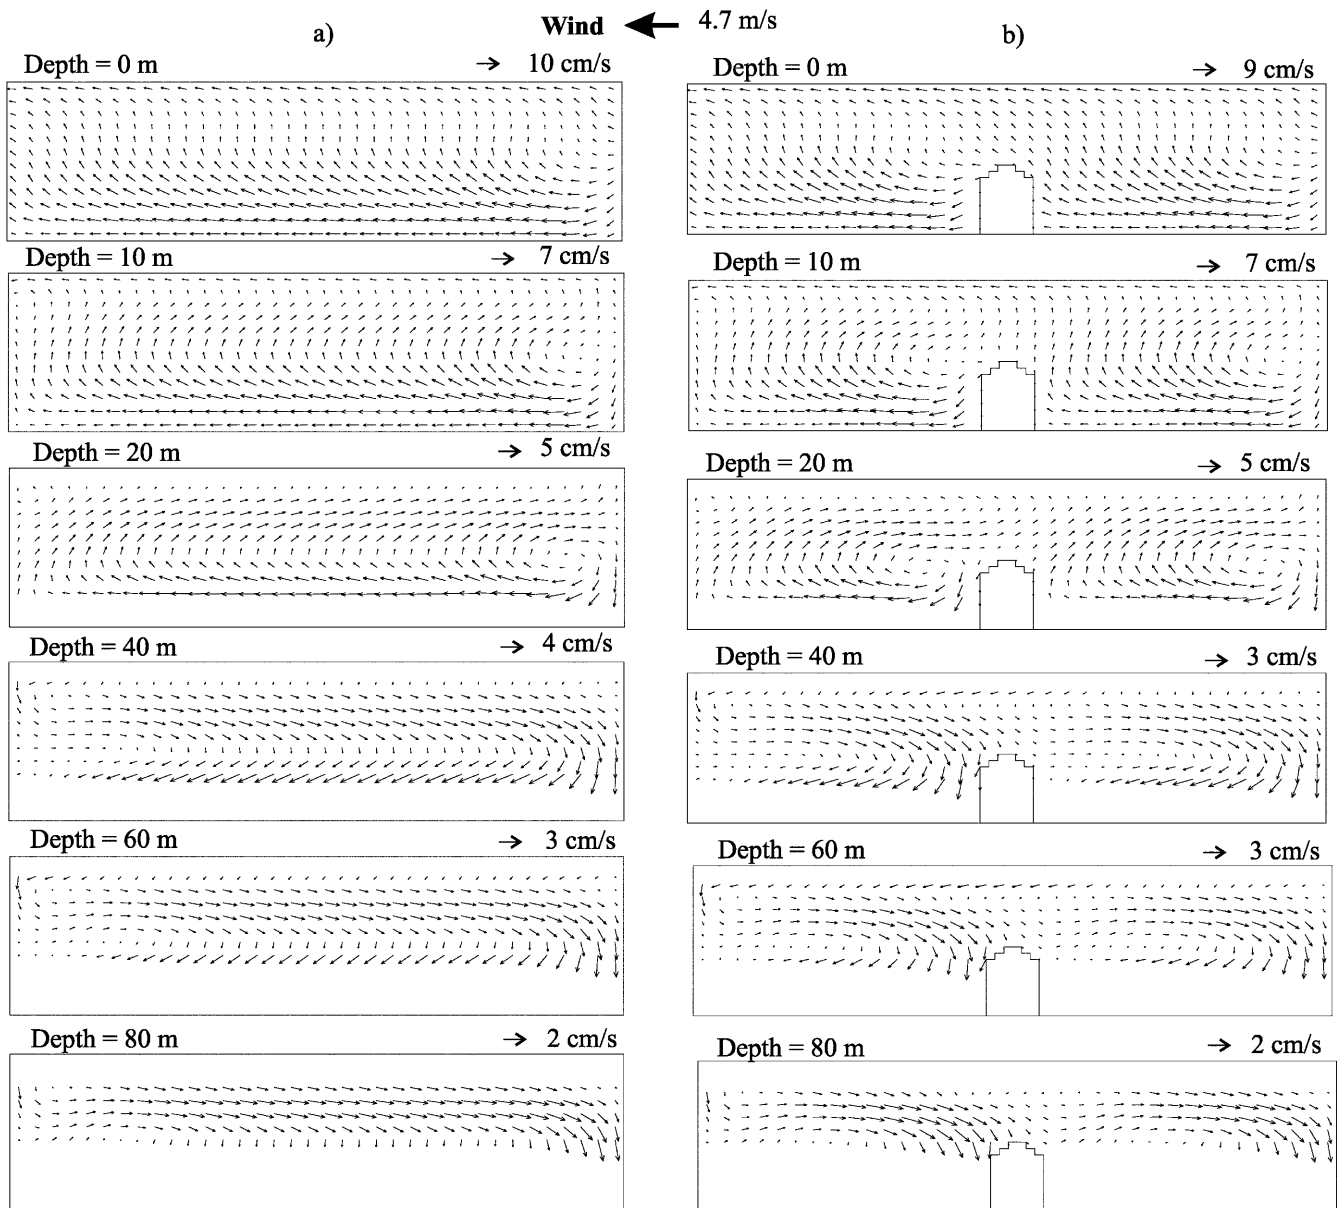 a)
Wind
4.7 m/s
b)
Depth = 0 m
10 cm/s
Depth = 0 m
9 cm/s
Depth = 10 m
7 cm/s
Depth = 10 m
7 cm/s
Depth = 20 m
5 cm/s
Depth = 20 m
5 cm/s
Depth = 40 m
4 cm/s
Depth = 40 m
3 cm/s
Depth = 60 m
3 cm/s
Depth = 60 m
3 cm/s
Depth = 80 m
2 cm/s
Depth = 80 m
2 cm/s